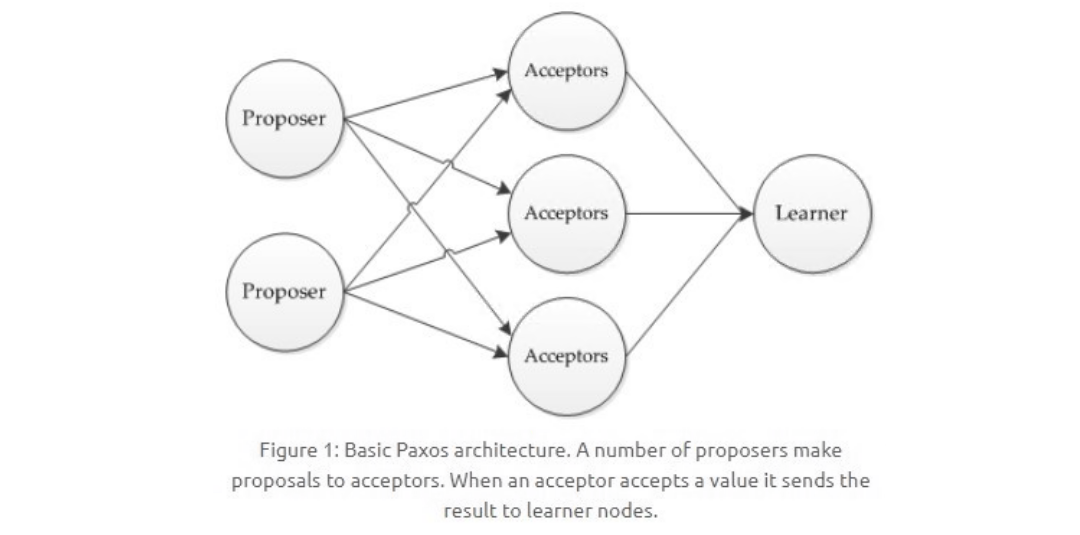 Proposer
Proposer
Acceptors
Acceptors
Acceptors
Learner
Figure 1: Basic Paxos architecture. A number of proposers make
proposals to acceptors. When an acceptor accepts a value it sends the
result to learner nodes.